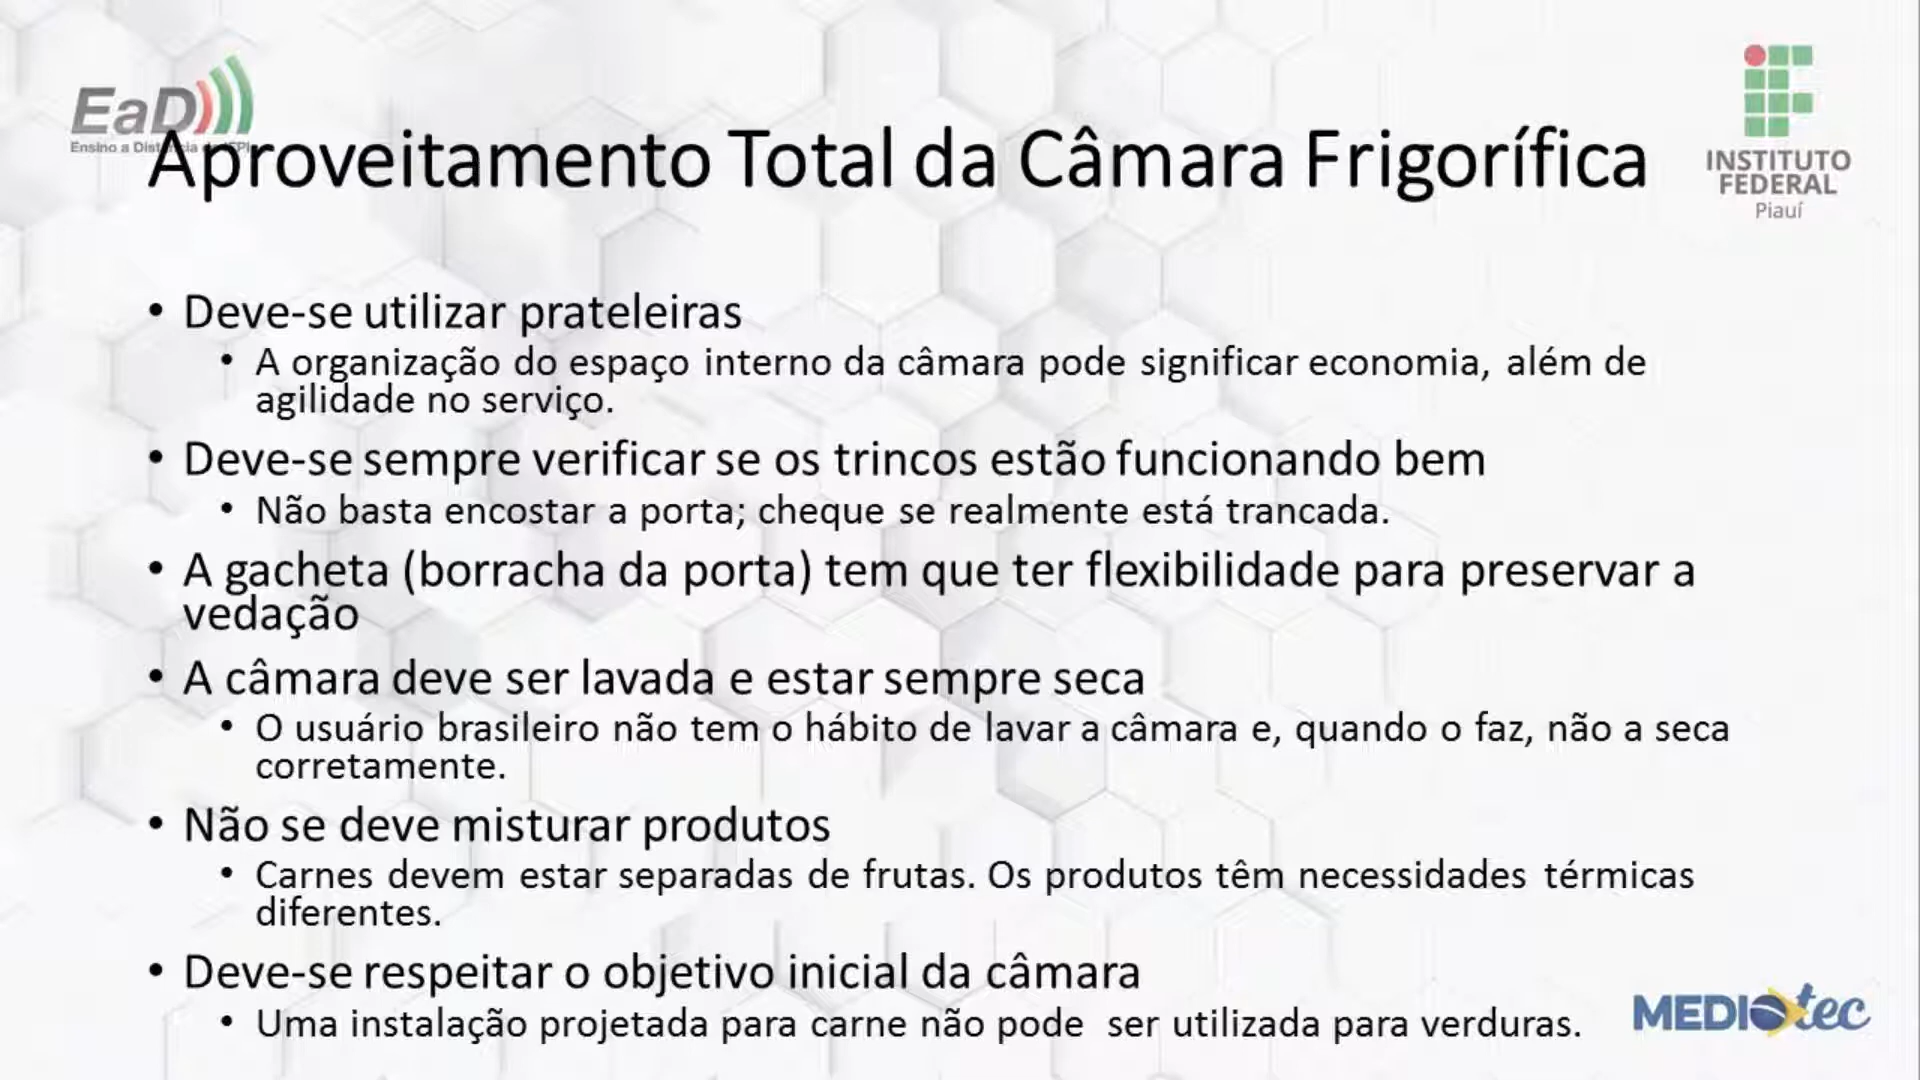 EaD
Ensino a Distância do IFPI
Aproveitamento Total da Câmara Frigorífica
INSTITUTO
FEDERAL
Piauí
• Deve-se utilizar prateleiras
• A organização do espaço interno da câmara pode significar economia, além de
agilidade no serviço.
• Deve-se sempre verificar se os trincos estão funcionando bem
• Não basta encostar a porta; cheque se realmente está trancada.
• A gacheta (borracha da porta) tem que ter flexibilidade para preservar a
vedação
• A câmara deve ser lavada e estar sempre seca
• O usuário brasileiro não tem o hábito de lavar a câmara e, quando o faz, não a seca
corretamente.
• Não se deve misturar produtos
• Carnes devem estar separadas de frutas. Os produtos têm necessidades térmicas
diferentes.
• Deve-se respeitar o objetivo inicial da câmara
• Uma instalação projetada para carne não pode ser utilizada para verduras.
MEDIOtec